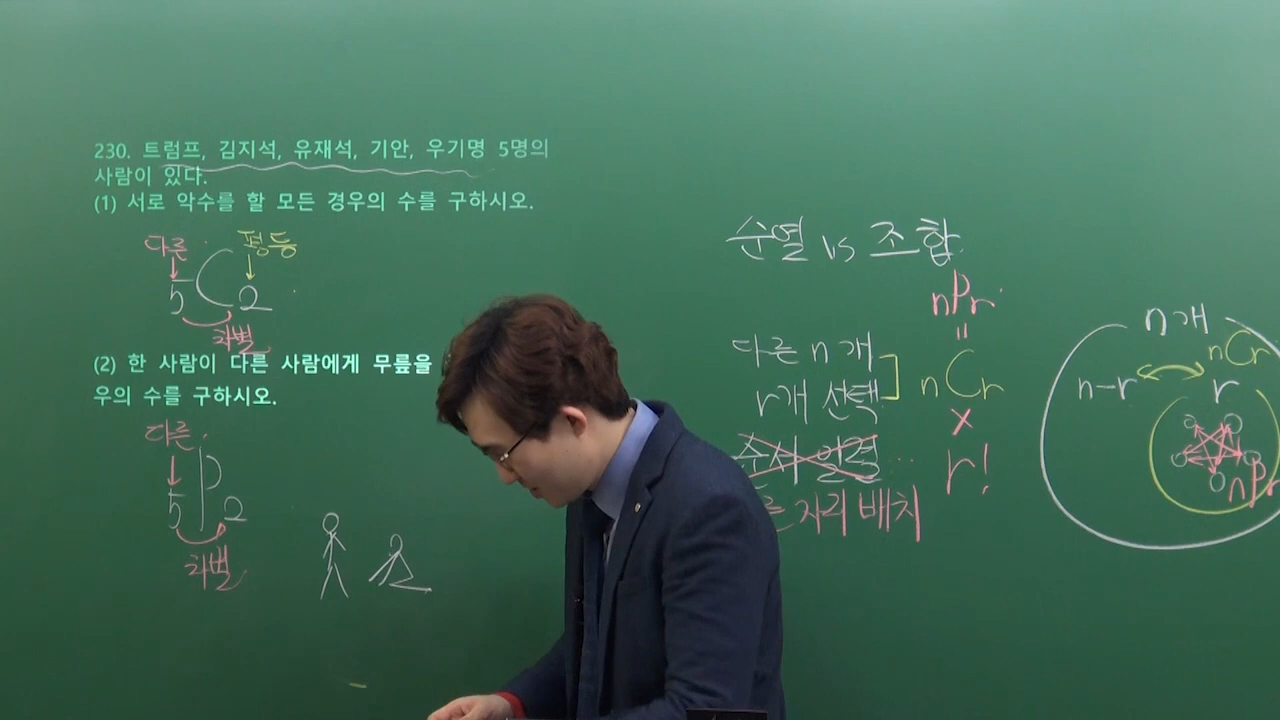 230. 트럼프, 김지석, 유재석, 기안, 우기명 5명의
사람이 있다.
(1) 서로 악수를 할 모든 경우의 수를 구하시오.
다른
평등
5C2
차별
(2) 한 사람이 다른 사람에게 무릎을
우의 수를 구하시오.
다른
5P2
차별
순열 vs 조합
nPr
=
다른 n개
r개 선택
nCr
×
r!
자리 배치
n개
nCr
n-r
r
nPr